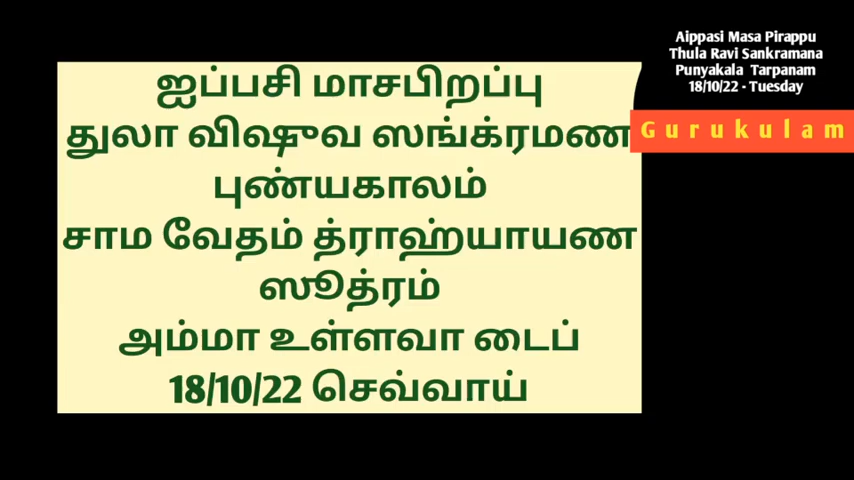 ஐப்பசி மாசபிறப்பு
துலா விஷுவ ஸங்க்ரமண
புண்யகாலம்
சாம வேதம் த்ராஹ்யாயண
ஸூத்ரம்
அம்மா உள்ளவா டைப்
18/10/22 செவ்வாய்
Aippasi Masa Pirappu
Thula Ravi Sankramana
Punyakala Tarpanam
18/10/22 - Tuesday
Gurukulam